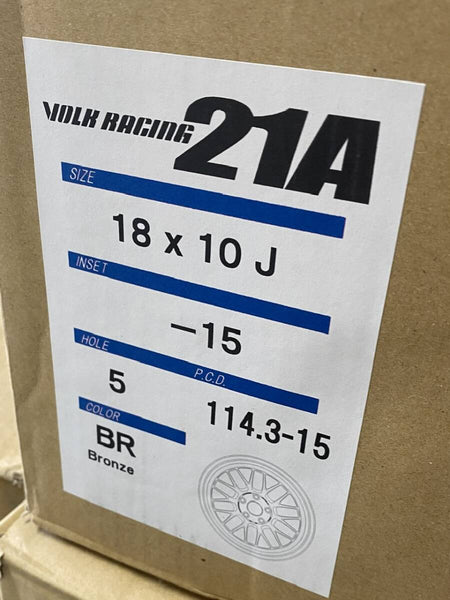 VOLK RACING 21A
SIZE
18 x 10 J
INSET
−15
HOLE P.C.D.
5 114.3-15
COLOR
BR
Bronze